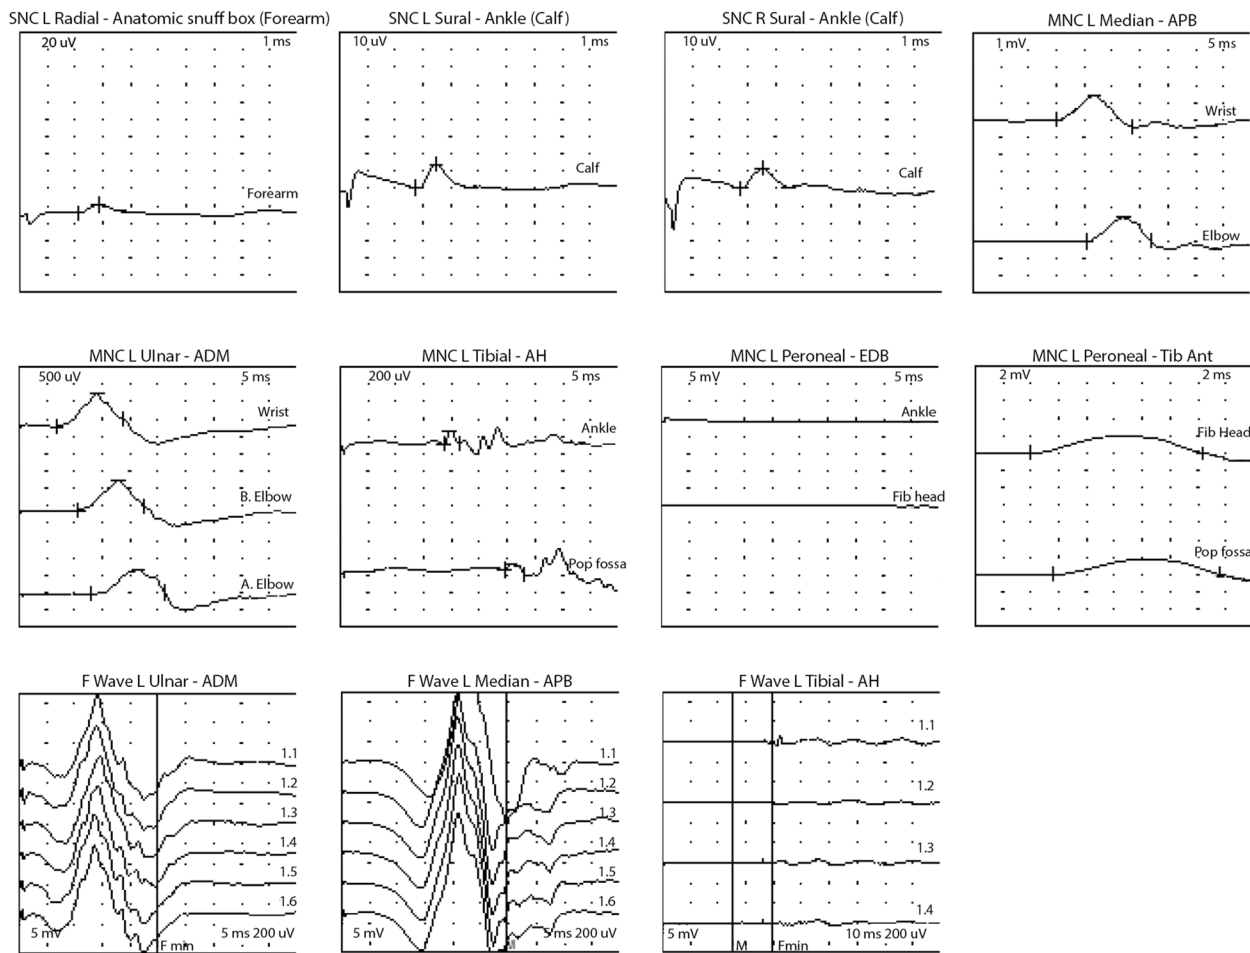 SNC L Radial - Anatomic snuff box (Forearm)
20 uV 1 ms
Forearm
SNC L Sural - Ankle (Calf)
10 uV 1 ms
Calf
SNC R Sural - Ankle (Calf)
10 uV 1 ms
Calf
MNC L Median - APB
1 mV 5 ms
Wrist
Elbow
MNC L Ulnar - ADM
500 uV 5 ms
Wrist
B. Elbow
A. Elbow
MNC L Tibial - AH
200 uV 5 ms
Ankle
Pop fossa
MNC L Peroneal - EDB
5 mV 5 ms
Ankle
Fib head
MNC L Peroneal - Tib Ant
2 mV 2 ms
Fib Head
Pop fossa
F Wave L Ulnar - ADM
1.1
1.2
1.3
1.4
1.5
1.6
5 mV 5 ms 200 uV
F min
F Wave L Median - APB
1.1
1.2
1.3
1.4
1.5
1.6
5 mV 5 ms 200 uV
F Wave L Tibial - AH
1.1
1.2
1.3
1.4
5 mV 10 ms 200 uV
M Fmin